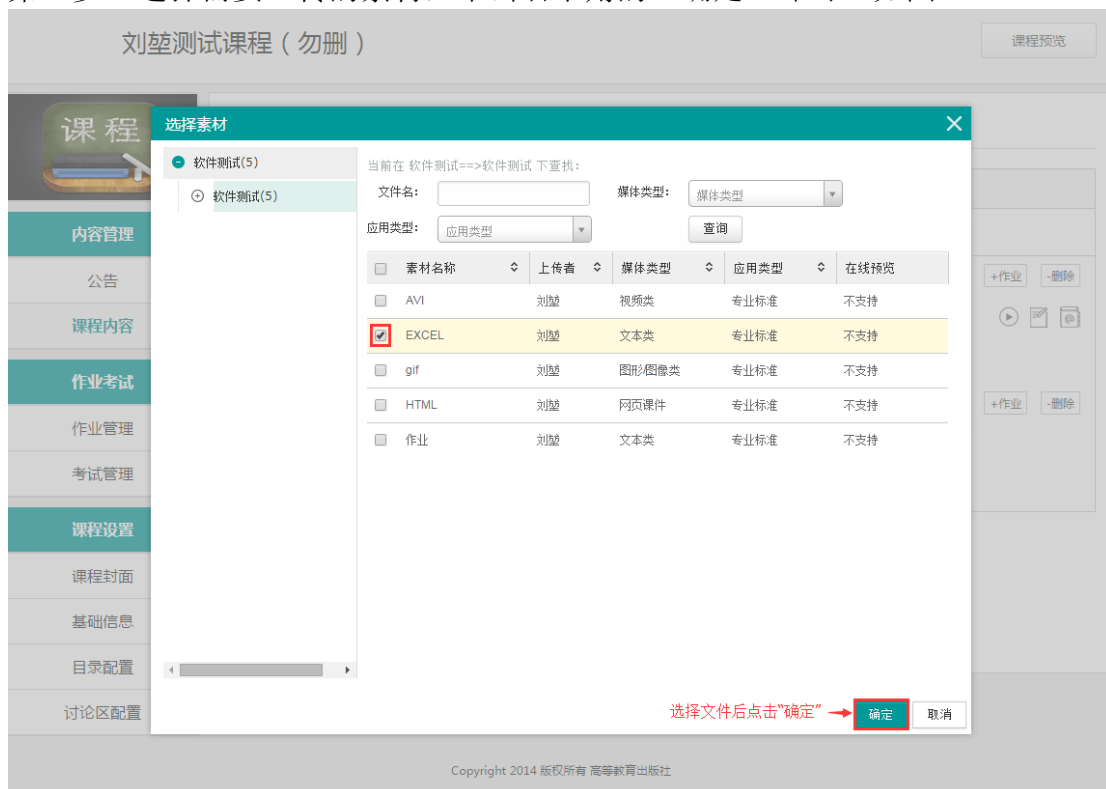 刘堃测试课程（勿删）
课程预览
课程
内容管理
公告
课程内容
作业考试
作业管理
考试管理
课程设置
课程封面
基础信息
目录配置
讨论区配置
选择素材
软件测试(5)
软件测试(5)
当前在 软件测试==>软件测试 下查找:
文件名: 媒体类型: 媒体类型
应用类型: 应用类型 查询
素材名称 上传者 媒体类型 应用类型 在线预览
AVI 刘堃 视频类 专业标准 不支持
EXCEL 刘堃 文本类 专业标准 不支持
gif 刘堃 图形/图像类 专业标准 不支持
HTML 刘堃 网页课件 专业标准 不支持
作业 刘堃 文本类 专业标准 不支持
+作业 -删除
+作业 -删除
选择文件后点击“确定” 确定 取消
Copyright 2014 版权所有 高等教育出版社